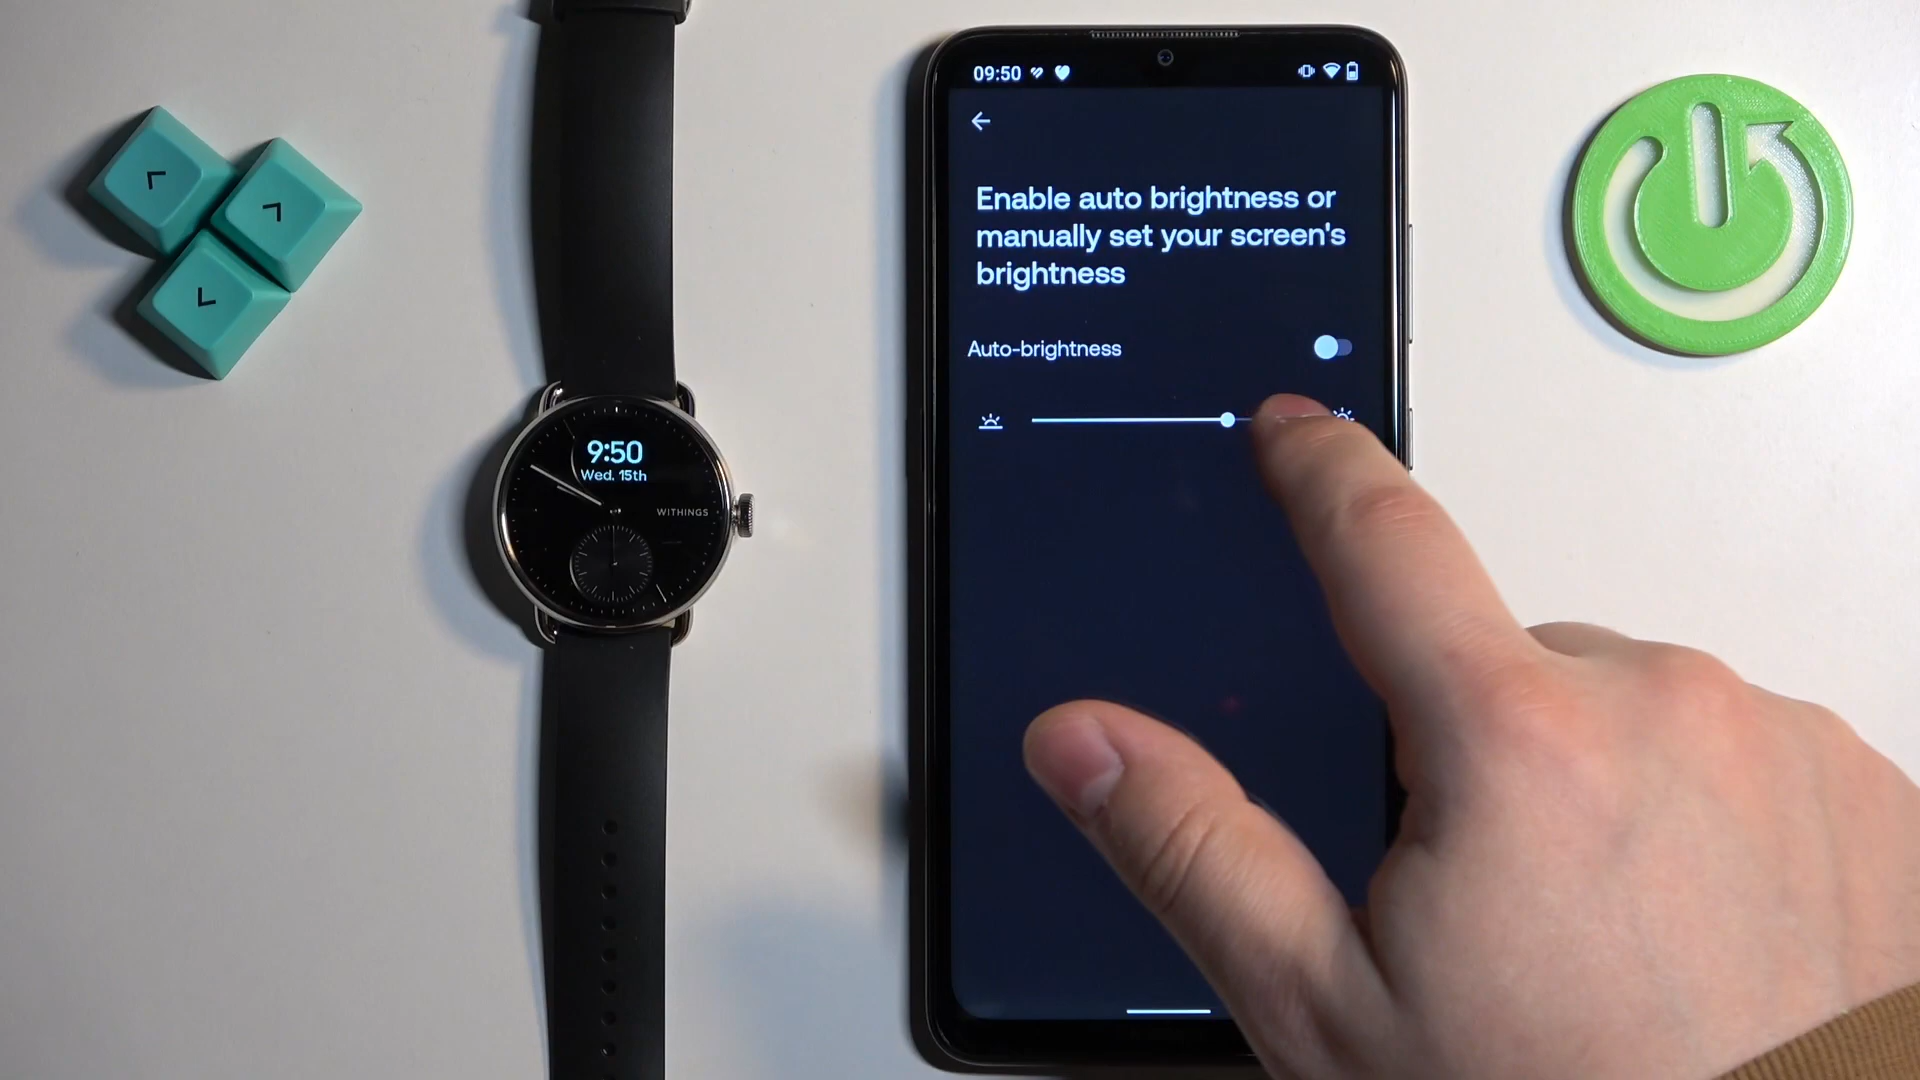 09:50
Enable auto brightness or
manually set your screen's
brightness
Auto-brightness
9:50
Wed. 15th
WITHINGS